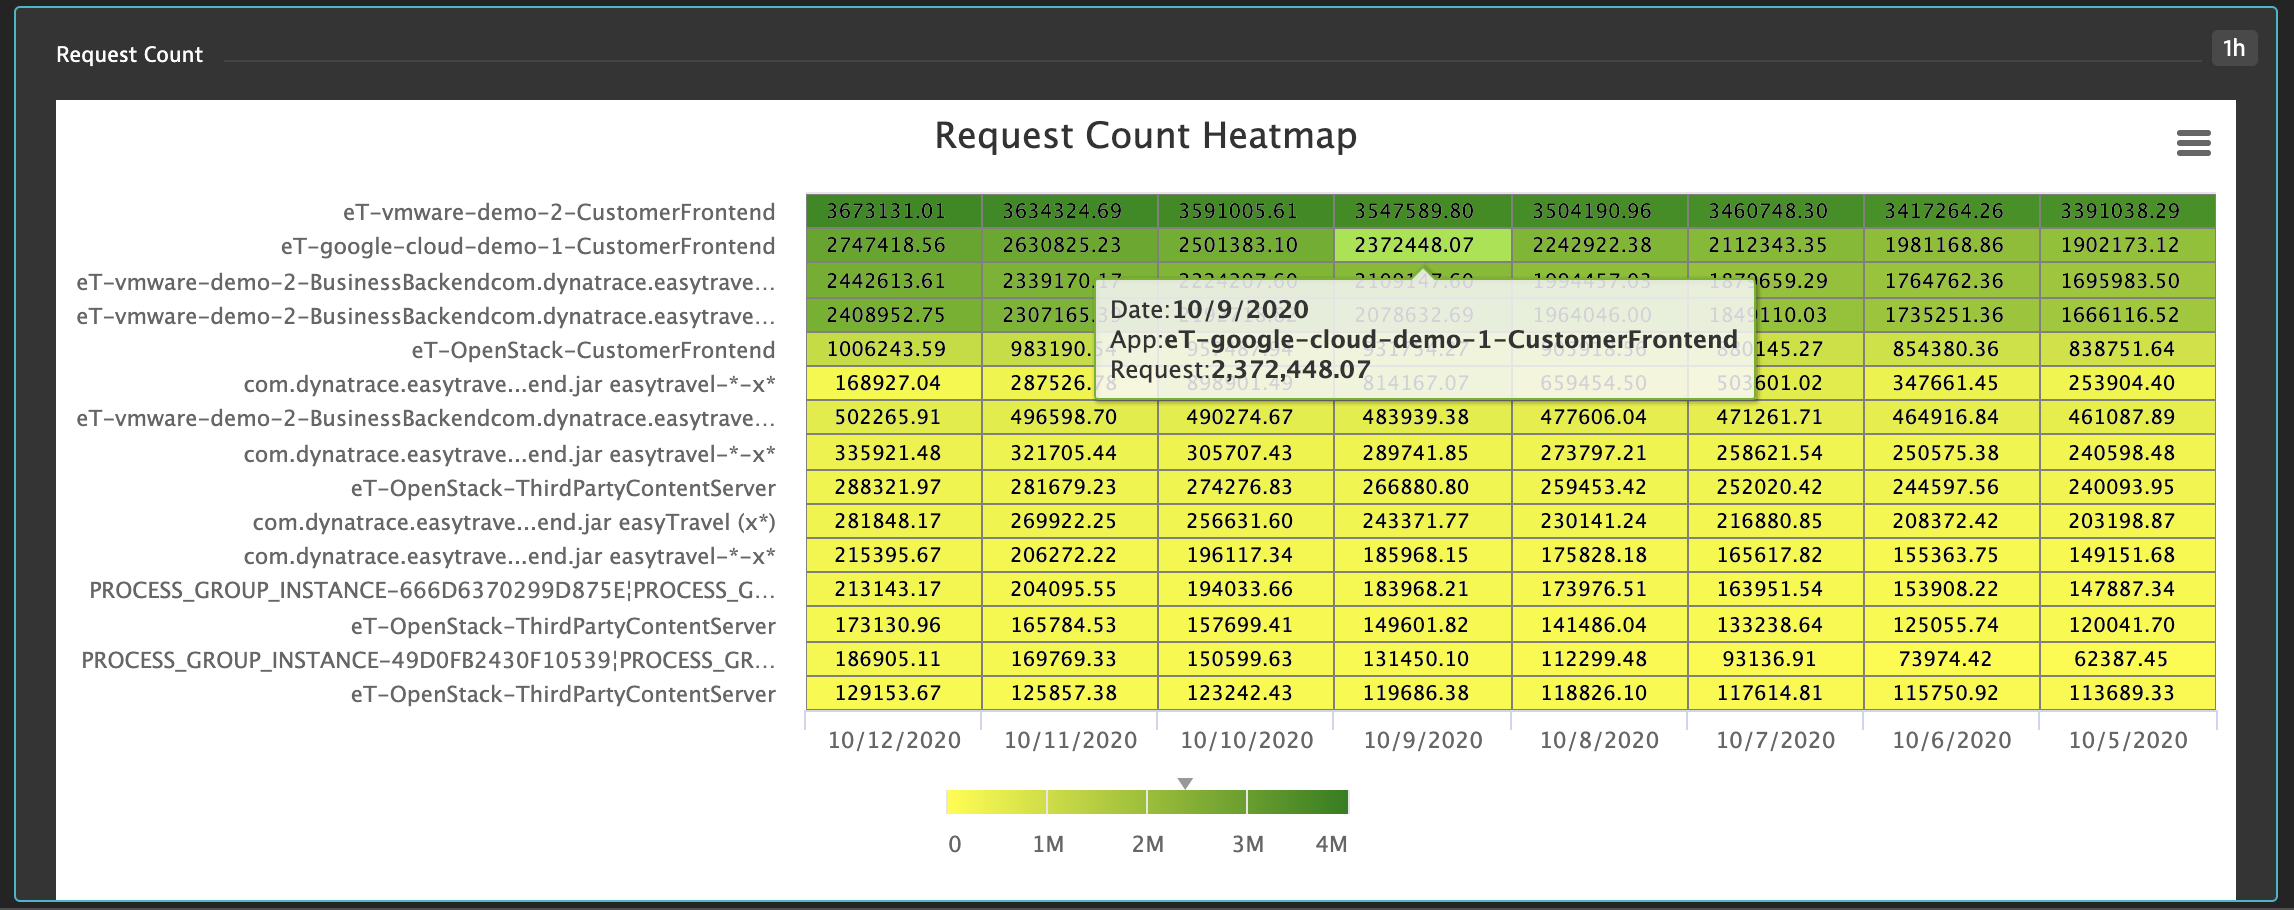 Request Count
1h
Request Count Heatmap
eT-vmware-demo-2-CustomerFrontend 3673131.01 3634324.69 3591005.61 3547589.80 3504190.96 3460748.30 3417264.26 3391038.29
eT-google-cloud-demo-1-CustomerFrontend 2747418.56 2630825.23 2501383.10 2372448.07 2242922.38 2112343.35 1981168.86 1902173.12
eT-vmware-demo-2-BusinessBackendcom.dynatrace.easytrave... 2442613.61 2339170.17 2224207.60 2109147.60 1994457.03 1879659.29 1764762.36 1695983.50
eT-vmware-demo-2-BusinessBackendcom.dynatrace.easytrave... 2408952.75 2078632.69 1964046.00 1849110.03 1735251.36 1666116.52
eT-OpenStack-CustomerFrontend 1006243.59 854380.36 838751.64
com.dynatrace.easytrave...end.jar easytravel-*-x* 168927.04 287526.78 898901.49 814167.07 659454.50 503601.02 347661.45 253904.40
Date:10/9/2020
App:eT-google-cloud-demo-1-CustomerFrontend
Request:2,372,448.07
eT-vmware-demo-2-BusinessBackendcom.dynatrace.easytrave... 502265.91 496598.70 490274.67 483939.38 477606.04 471261.71 464916.84 461087.89
com.dynatrace.easytrave...end.jar easytravel-*-x* 335921.48 321705.44 305707.43 289741.85 273797.21 258621.54 250575.38 240598.48
eT-OpenStack-ThirdPartyContentServer 288321.97 281679.23 274276.83 266880.80 259453.42 252020.42 244597.56 240093.95
com.dynatrace.easytrave...end.jar easyTravel (x*) 281848.17 269922.25 256631.60 243371.77 230141.24 216880.85 208372.42 203198.87
com.dynatrace.easytrave...end.jar easytravel-*-x* 215395.67 206272.22 196117.34 185968.15 175828.18 165617.82 155363.75 149151.68
PROCESS_GROUP_INSTANCE-666D6370299D875E¦PROCESS_G... 213143.17 204095.55 194033.66 183968.21 173976.51 163951.54 153908.22 147887.34
eT-OpenStack-ThirdPartyContentServer 173130.96 165784.53 157699.41 149601.82 141486.04 133238.64 125055.74 120041.70
PROCESS_GROUP_INSTANCE-49D0FB2430F10539¦PROCESS_GR... 186905.11 169769.33 150599.63 131450.10 112299.48 93136.91 73974.42 62387.45
eT-OpenStack-ThirdPartyContentServer 129153.67 125857.38 123242.43 119686.38 118826.10 117614.81 115750.92 113689.33
10/12/2020 10/11/2020 10/10/2020 10/9/2020 10/8/2020 10/7/2020 10/6/2020 10/5/2020
0 1M 2M 3M 4M